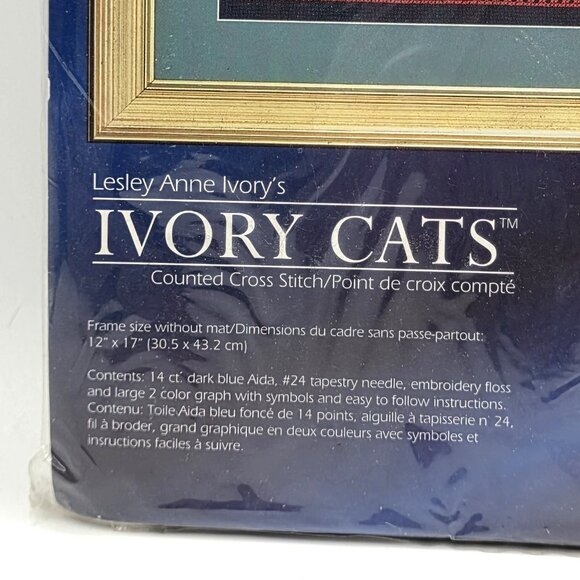 Lesley Anne Ivory's
IVORY CATS™
Counted Cross Stitch/Point de croix compté
Frame size without mat/Dimensions du cadre sans passe-partout:
12" x 17" (30.5 x 43.2 cm)
Contents: 14 ct. dark blue Aida, #24 tapestry needle, embroidery floss
and large 2 color graph with symbols and easy to follow instructions.
Contenu: Toile Aida bleu foncé de 14 points, aiguille à tapisserie n° 24,
fil à broder, grand graphique en deux couleurs avec symboles et
insructions faciles à suivre.